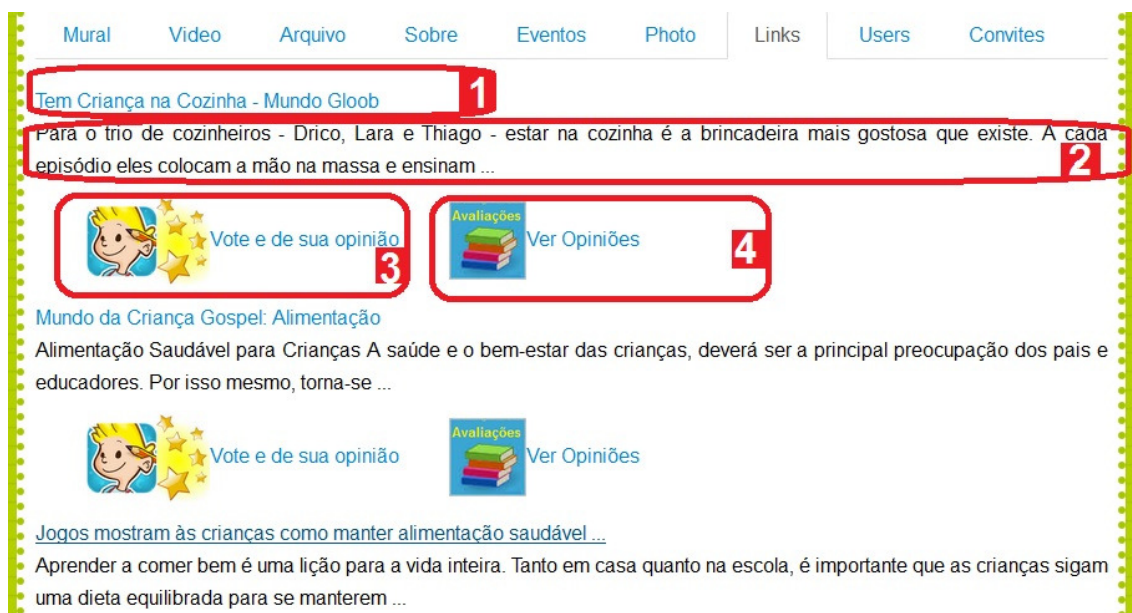 Mural Video Arquivo Sobre Eventos Photo Links Users Convites
1
Tem Criança na Cozinha - Mundo Gloob
Para o trio de cozinheiros - Drico, Lara e Thiago - estar na cozinha é a brincadeira mais gostosa que existe. A cada
episódio eles colocam a mão na massa e ensinam ...
2
Avaliações
Vote e de sua opinião
Ver Opiniões
3
4
Mundo da Criança Gospel: Alimentação
Alimentação Saudável para Crianças A saúde e o bem-estar das crianças, deverá ser a principal preocupação dos pais e
educadores. Por isso mesmo, torna-se ...
Avaliações
Vote e de sua opinião
Ver Opiniões
Jogos mostram às crianças como manter alimentação saudável ...
Aprender a comer bem é uma lição para a vida inteira. Tanto em casa quanto na escola, é importante que as crianças sigam
uma dieta equilibrada para se manterem ...